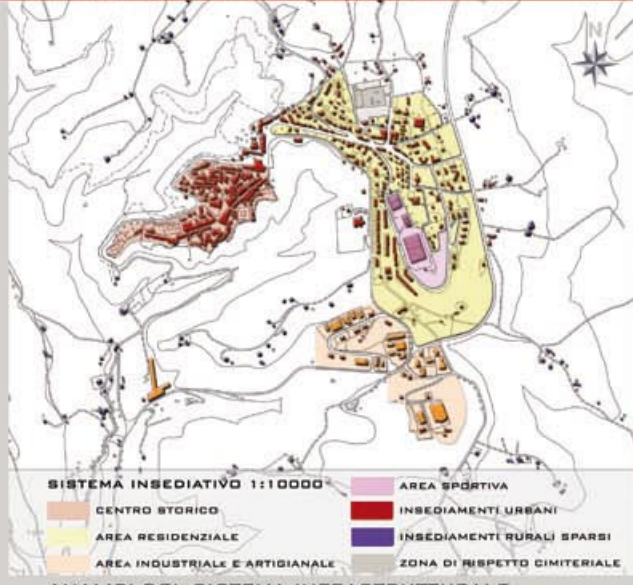 N
SISTEMA INSEDIATIVO 1:10000
CENTRO STORICO
AREA RESIDENZIALE
AREA INDUSTRIALE E ARTIGIANALE
AREA SPORTIVA
INSEDIAMENTI URBANI
INSEDIAMENTI RURALI SPARSI
ZONA DI RISPETTO CIMITERIALE